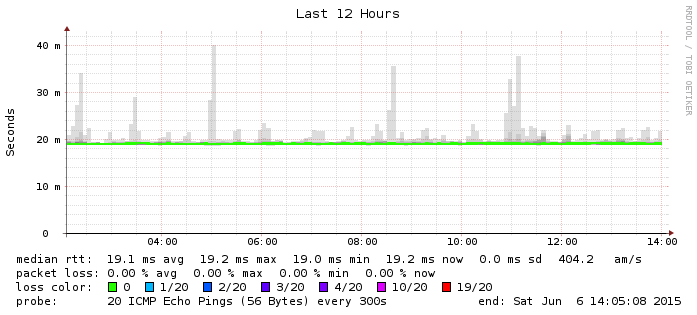 Last 12 Hours
RRDTOOL / TOBI OETIKER
Seconds
40 m
30 m
20 m
10 m
0
04:00 06:00 08:00 10:00 12:00 14:00
median rtt: 19.1 ms avg 19.2 ms max 19.0 ms min 19.2 ms now 0.0 ms sd 404.2 am/s
packet loss: 0.00 % avg 0.00 % max 0.00 % min 0.00 % now
loss color: 0 1/20 2/20 3/20 4/20 10/20 19/20
probe: 20 ICMP Echo Pings (56 Bytes) every 300s end: Sat Jun 6 14:05:08 2015